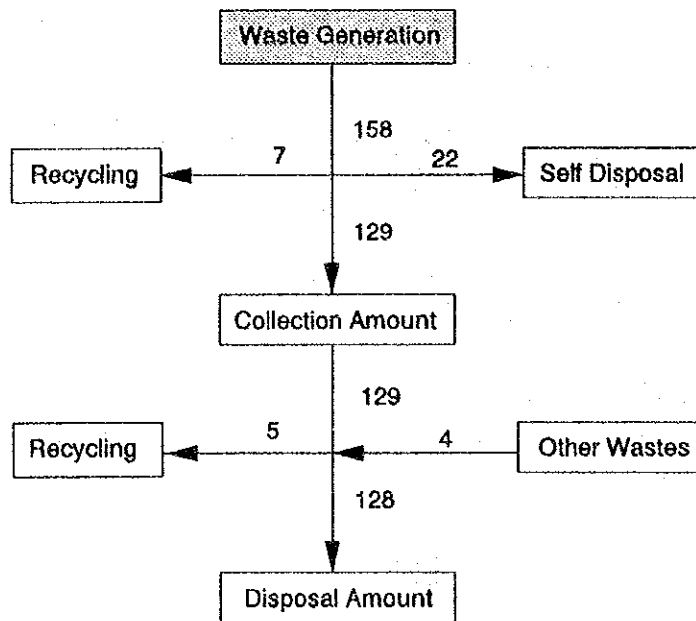 Waste Generation
158
7
22
Recycling
Self Disposal
129
Collection Amount
129
5
4
Recycling
Other Wastes
128
Disposal Amount